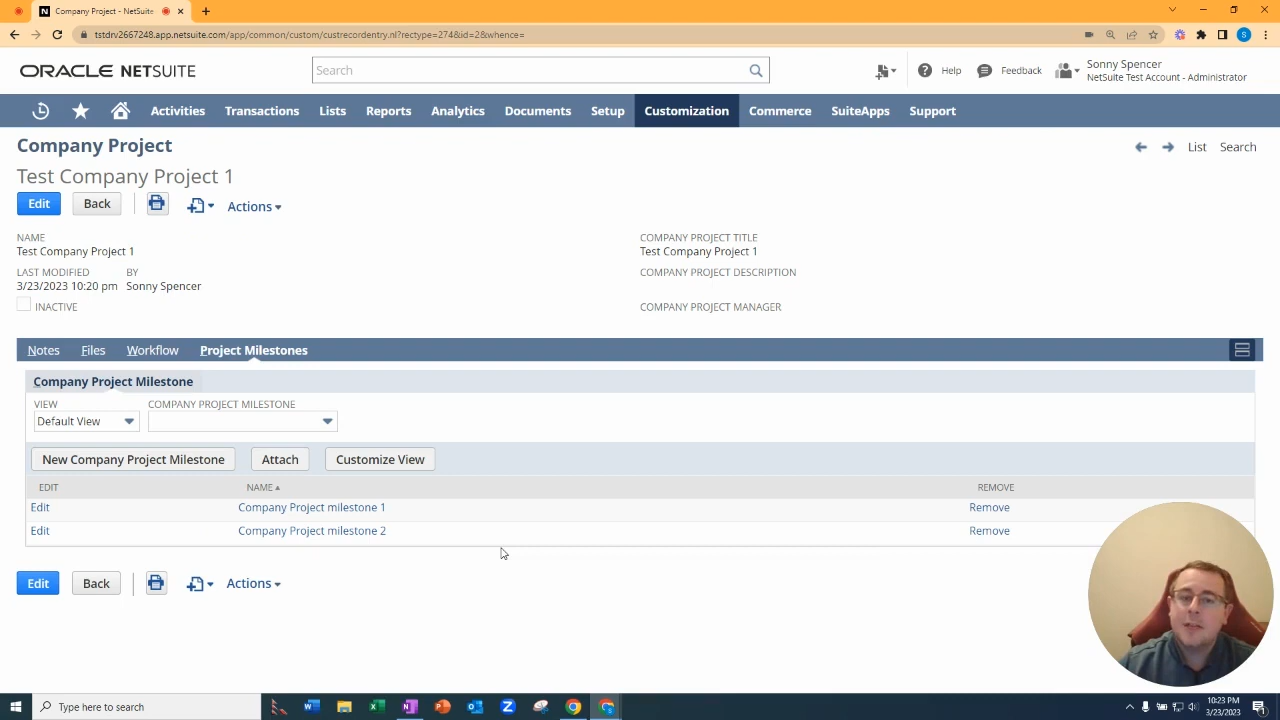 Company Project - NetSuite
tstdrv2667248.app.netsuite.com/app/common/custom/custrecordentry.nl?rectype=274&id=2&whence=
S
ORACLE NETSUITE
Search
Help
Feedback
Sonny Spencer
NetSuite Test Account - Administrator
Activities Transactions Lists Reports Analytics Documents Setup Customization Commerce SuiteApps Support
Company Project
List Search
Test Company Project 1
Edit Back Actions
NAME
Test Company Project 1
LAST MODIFIED BY
3/23/2023 10:20 pm Sonny Spencer
INACTIVE
COMPANY PROJECT TITLE
Test Company Project 1
COMPANY PROJECT DESCRIPTION
COMPANY PROJECT MANAGER
Notes Files Workflow Project Milestones
Company Project Milestone
VIEW COMPANY PROJECT MILESTONE
Default View
New Company Project Milestone Attach Customize View
EDIT NAME REMOVE
Edit Company Project milestone 1 Remove
Edit Company Project milestone 2 Remove
Edit Back Actions
Type here to search
10:23 PM
3/23/2023